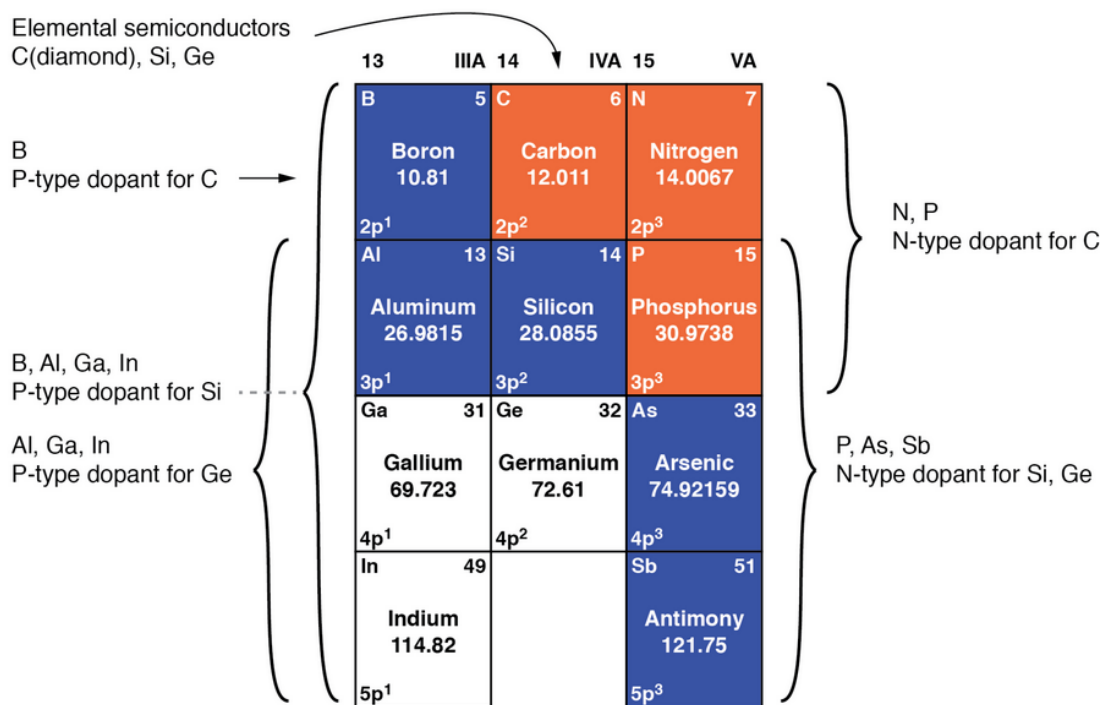 Elemental semiconductors
C(diamond), Si, Ge
13 IIIA 14 IVA 15 VA
B 5 C 6 N 7
Boron Carbon Nitrogen
10.81 12.011 14.0067
2p¹ 2p² 2p³
B
P-type dopant for C
N, P
N-type dopant for C
Al 13 Si 14 P 15
Aluminum Silicon Phosphorus
26.9815 28.0855 30.9738
3p¹ 3p² 3p³
B, Al, Ga, In
P-type dopant for Si
Al, Ga, In
P-type dopant for Ge
Ga 31 Ge 32 As 33
Gallium Germanium Arsenic
69.723 72.61 74.92159
4p¹ 4p² 4p³
P, As, Sb
N-type dopant for Si, Ge
In 49 Sb 51
Indium Antimony
114.82 121.75
5p¹ 5p³